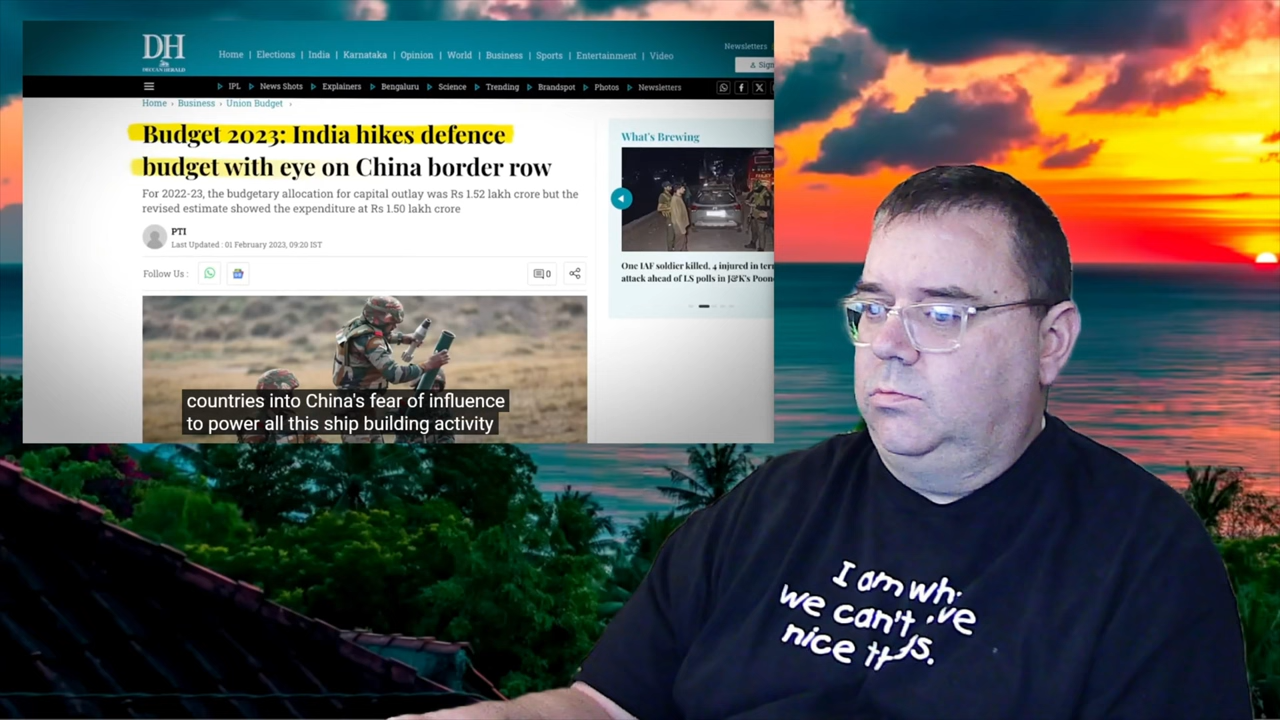 DH
DECCAN HERALD
Home | Elections | India | Karnataka | Opinion | World | Business | Sports | Entertainment | Video
Newsletters
Sign
IPL News Shots Explainers Bengaluru Science Trending Brandspot Photos Newsletters
Home › Business › Union Budget ›
Budget 2023: India hikes defence
budget with eye on China border row
For 2022-23, the budgetary allocation for capital outlay was Rs 1.52 lakh crore but the
revised estimate showed the expenditure at Rs 1.50 lakh crore
PTI
Last Updated : 01 February 2023, 09:20 IST
Follow Us :
0
What's Brewing
One IAF soldier killed, 4 injured in
attack ahead of LS polls in J&K's
countries into China's fear of influence
to power all this ship building activity
I am
we can't
nice